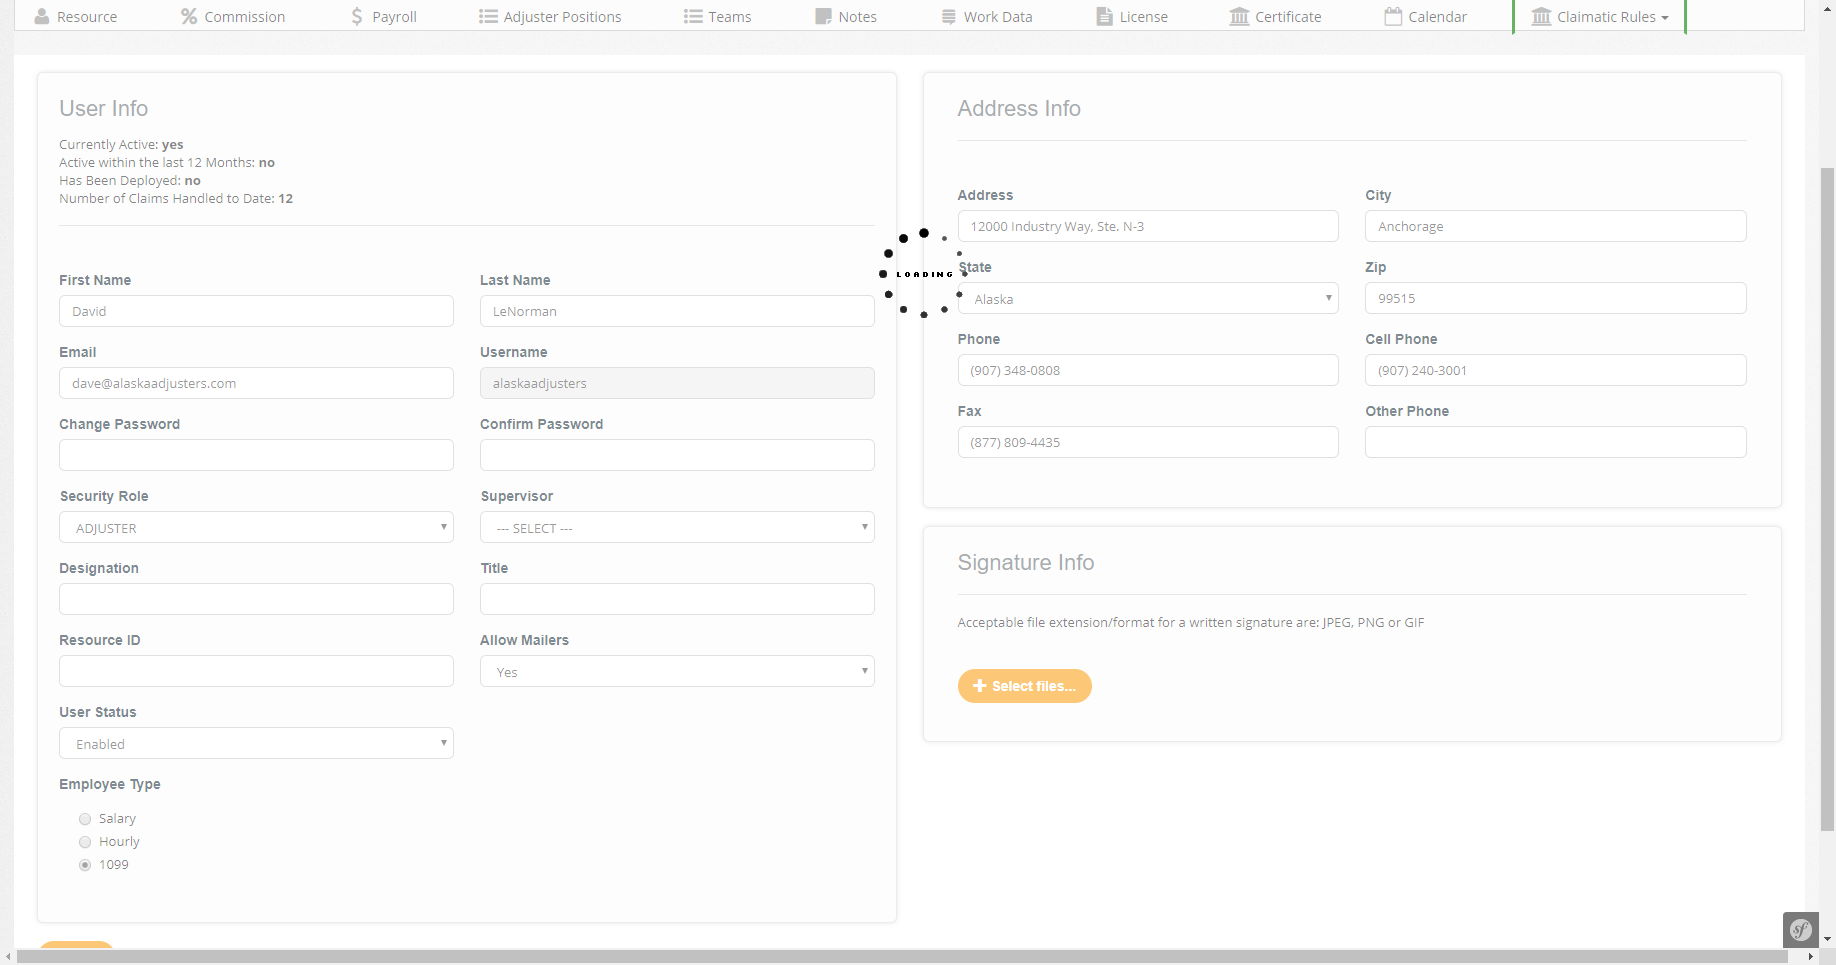 Resource
Commission
Payroll
Adjuster Positions
Teams
Notes
Work Data
License
Certificate
Calendar
Claimatic Rules
User Info
Currently Active: yes
Active within the last 12 Months: no
Has Been Deployed: no
Number of Claims Handled to Date: 12
First Name
Last Name
David
LeNorman
Email
Username
dave@alaskaadjusters.com
alaskaadjusters
Change Password
Confirm Password
Security Role
Supervisor
ADJUSTER
--- SELECT ---
Designation
Title
Resource ID
Allow Mailers
Yes
User Status
Enabled
Employee Type
Salary
Hourly
1099
LOADING
Address Info
Address
City
12000 Industry Way, Ste. N-3
Anchorage
State
Zip
Alaska
99515
Phone
Cell Phone
(907) 348-0808
(907) 240-3001
Fax
Other Phone
(877) 809-4435
Signature Info
Acceptable file extension/format for a written signature are: JPEG, PNG or GIF
Select files...
sf